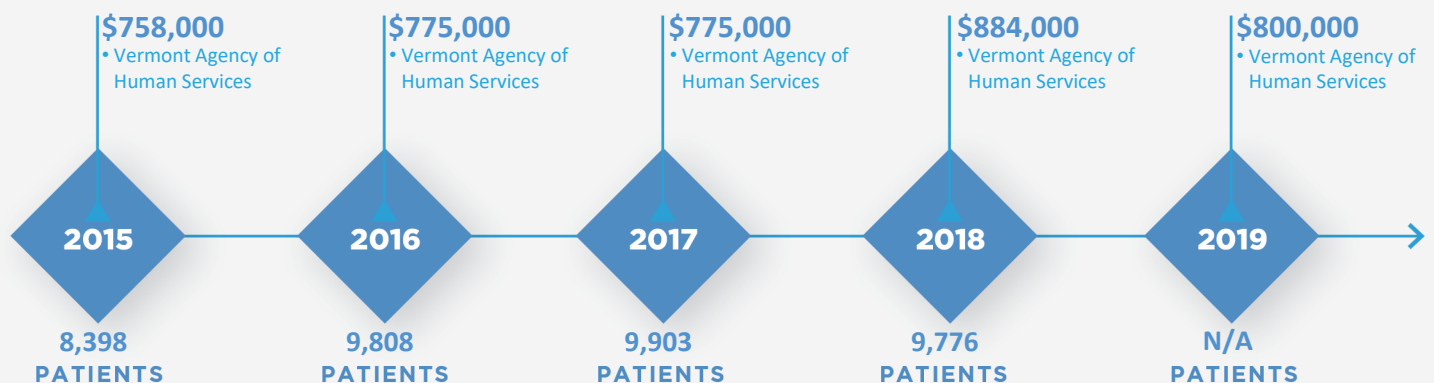 $758,000
• Vermont Agency of
Human Services
$775,000
• Vermont Agency of
Human Services
$775,000
• Vermont Agency of
Human Services
$884,000
• Vermont Agency of
Human Services
$800,000
• Vermont Agency of
Human Services
2015
2016
2017
2018
2019
8,398
PATIENTS
9,808
PATIENTS
9,903
PATIENTS
9,776
PATIENTS
N/A
PATIENTS